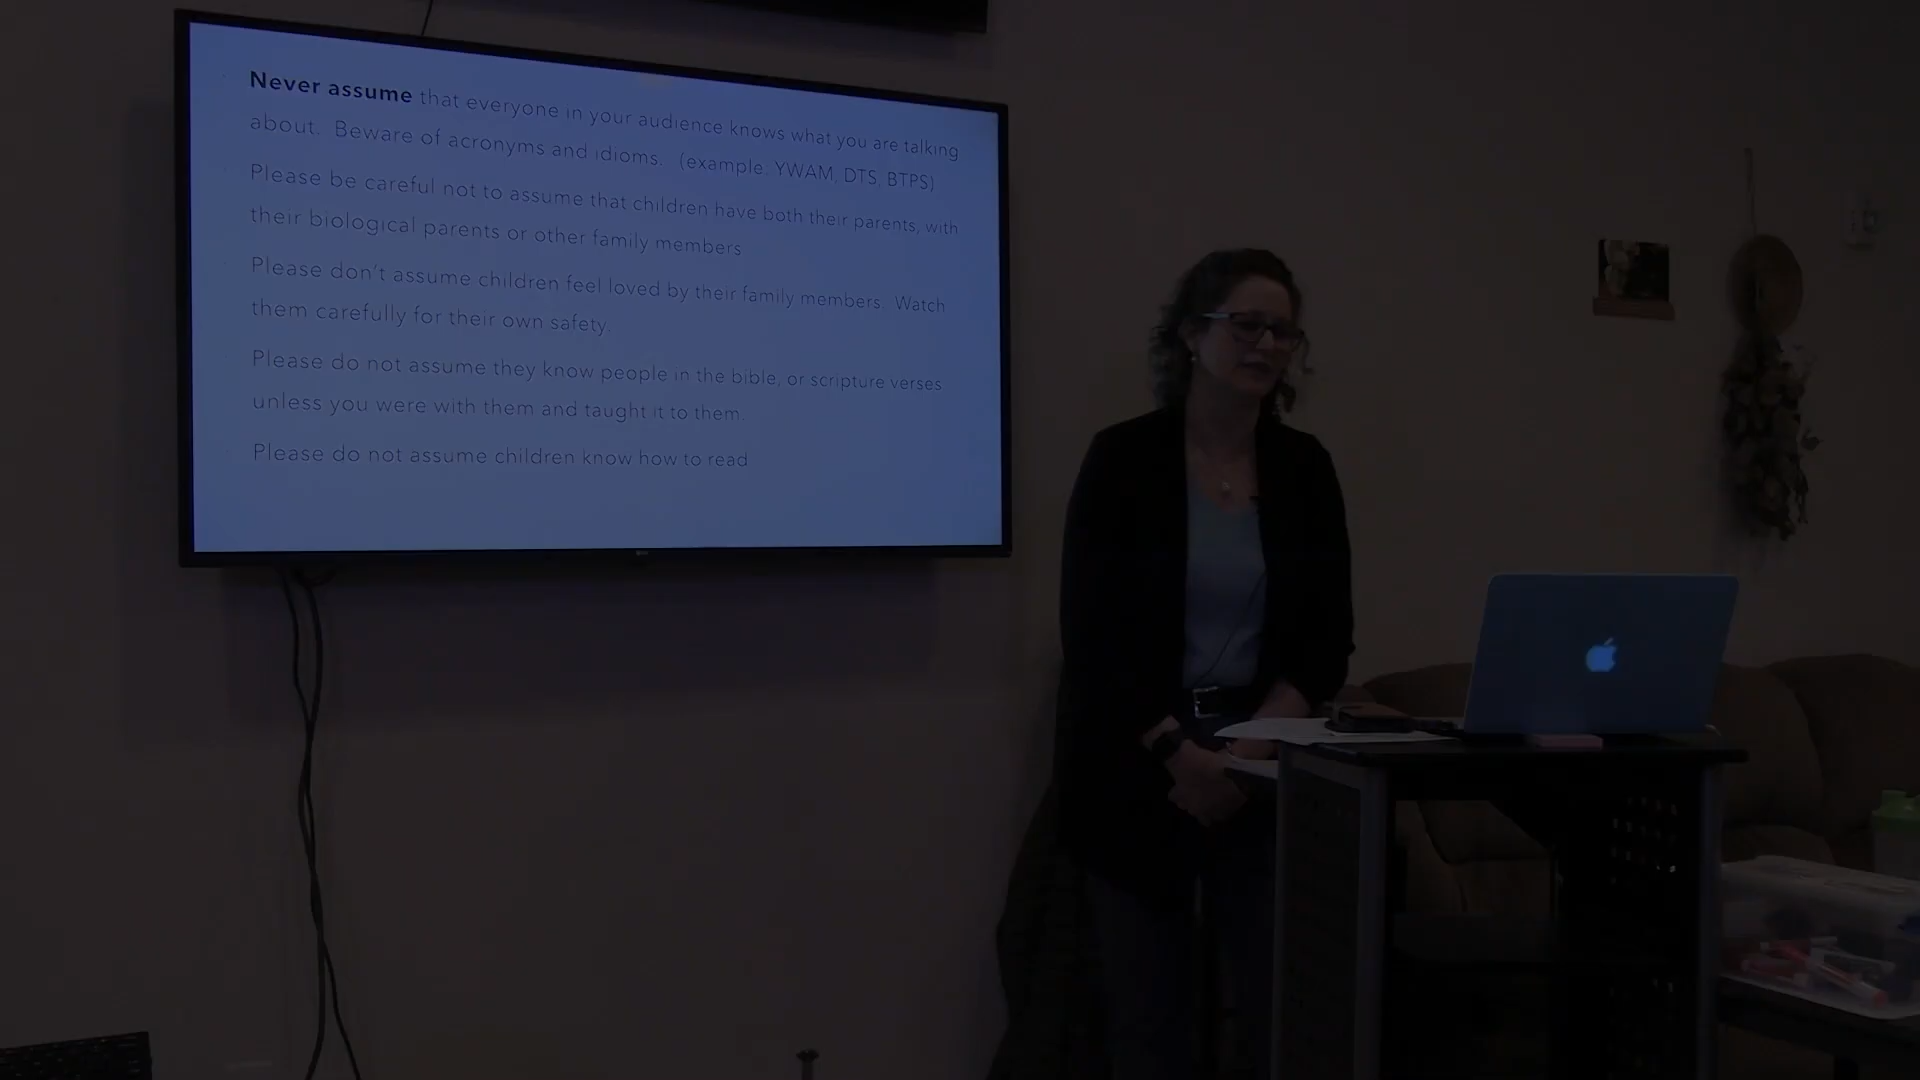 Never assume that everyone in your audience knows what you are talking
about. Beware of acronyms and idioms. (example: YWAM, DTS, BTPS)
Please be careful not to assume that children have both their parents, with
their biological parents or other family members
Please don't assume children feel loved by their family members. Watch
them carefully for their own safety.
Please do not assume they know people in the bible, or scripture verses
unless you were with them and taught it to them.
Please do not assume children know how to read